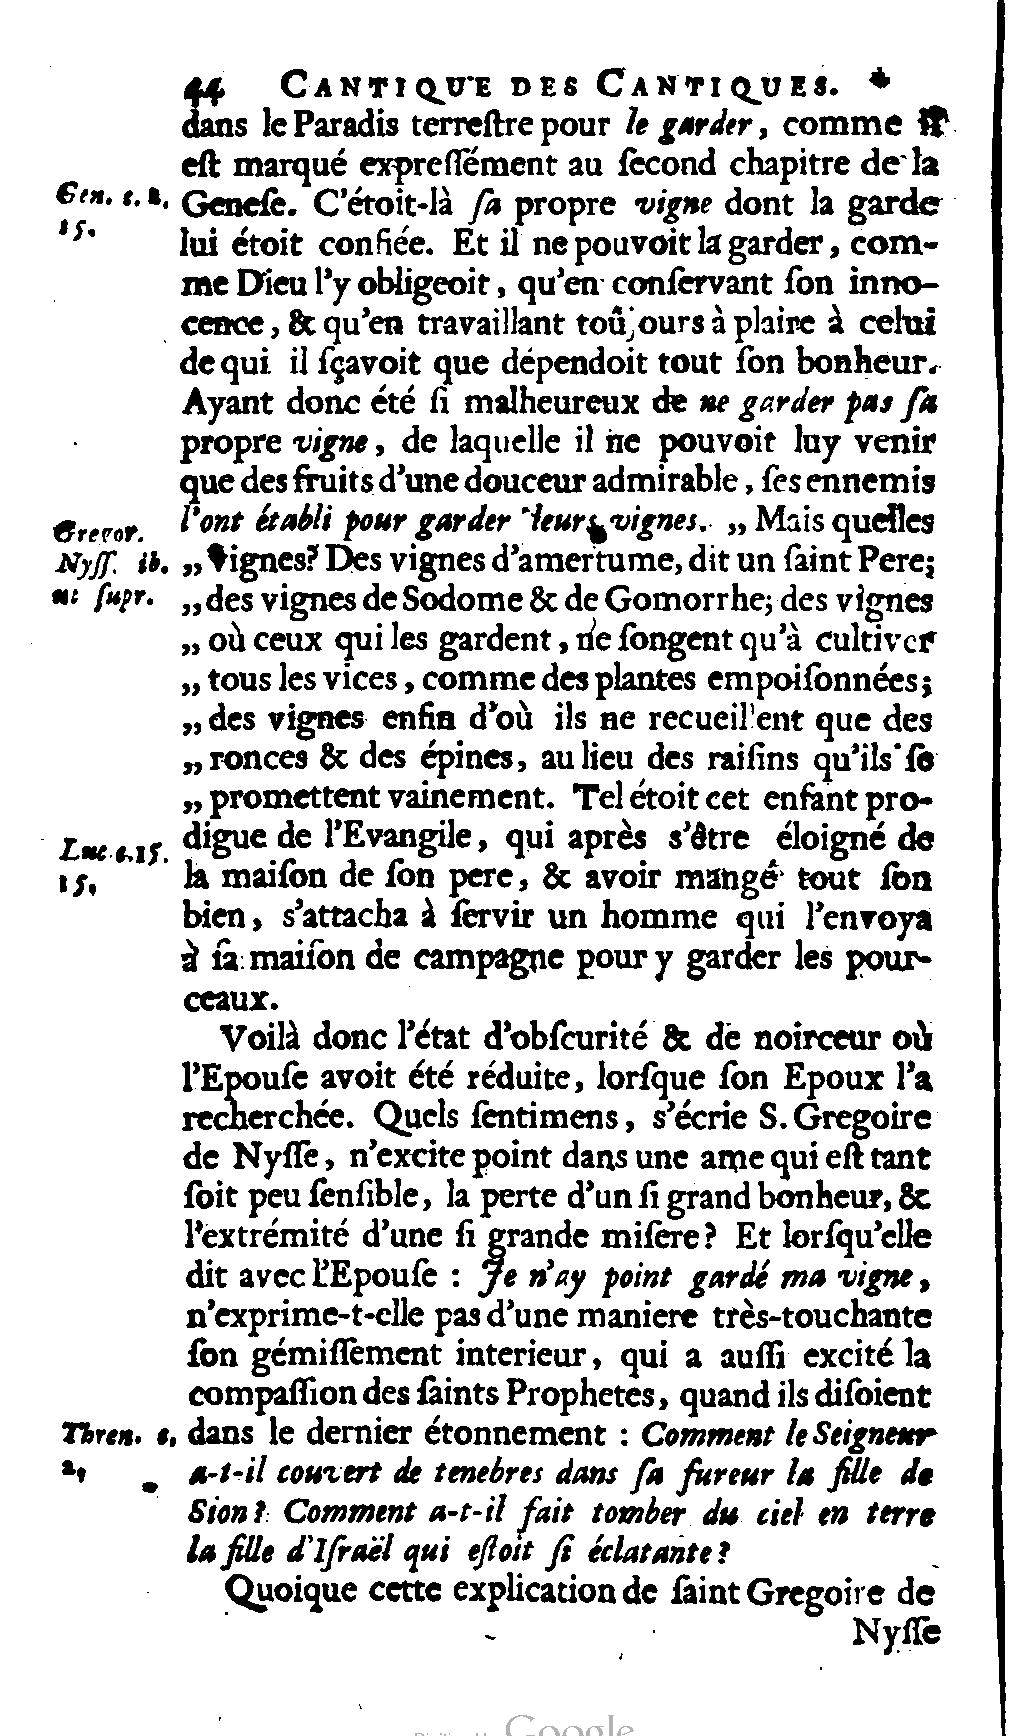 44 CANTIQUE DES CANTIQUES.
dans le Paradis terreſtre pour le garder, comme il
eſt marqué expreſſément au ſecond chapitre de la
Gen. c. 2. Geneſe. C'étoit-là ſa propre vigne dont la garde
15. lui étoit confiée. Et il ne pouvoit la garder, com-
me Dieu l'y obligeoit, qu'en conſervant ſon inno-
cence, & qu'en travaillant toûjours à plaire à celui
de qui il ſçavoit que dépendoit tout ſon bonheur.
Ayant donc été ſi malheureux de ne garder pas ſa
propre vigne, de laquelle il ne pouvoit luy venir
que des fruits d'une douceur admirable, ſes ennemis
Gregor. l'ont établi pour garder leurs vignes. „ Mais quelles
Nyſſ. ib. „ vignes? Des vignes d'amertume, dit un ſaint Pere;
ut ſupr. „ des vignes de Sodome & de Gomorrhe; des vignes
„ où ceux qui les gardent, ne ſongent qu'à cultiver
„ tous les vices, comme des plantes empoiſonnées;
„ des vignes enfin d'où ils ne recueillent que des
„ ronces & des épines, au lieu des raiſins qu'ils ſe
„ promettent vainement. Tel étoit cet enfant pro-
digue de l'Evangile, qui après s'être éloigné de
Luc c. 15. la maiſon de ſon pere, & avoir mangé tout ſon
15. bien, s'attacha à ſervir un homme qui l'envoya
à ſa maiſon de campagne pour y garder les pour-
ceaux.
Voilà donc l'état d'obſcurité & de noirceur où
l'Epouſe avoit été réduite, lorſque ſon Epoux l'a
recherchée. Quels ſentimens, s'écrie S. Gregoire
de Nyſſe, n'excite point dans une ame qui eſt tant
ſoit peu ſenſible, la perte d'un ſi grand bonheur, &
l'extrémité d'une ſi grande miſere? Et lorſqu'elle
dit avec l'Epouſe : Je n'ay point gardé ma vigne,
n'exprime-t-elle pas d'une maniere très-touchante
ſon gémiſſement interieur, qui a auſſi excité la
compaſſion des ſaints Prophetes, quand ils diſoient
Thren. dans le dernier étonnement : Comment le Seigneur
a-t-il couvert de tenebres dans ſa fureur la fille de
Sion? Comment a-t-il fait tomber du ciel en terre
la fille d'Iſraël qui eſtoit ſi éclatante?
Quoique cette explication de ſaint Gregoire de
Nyſſe
Google